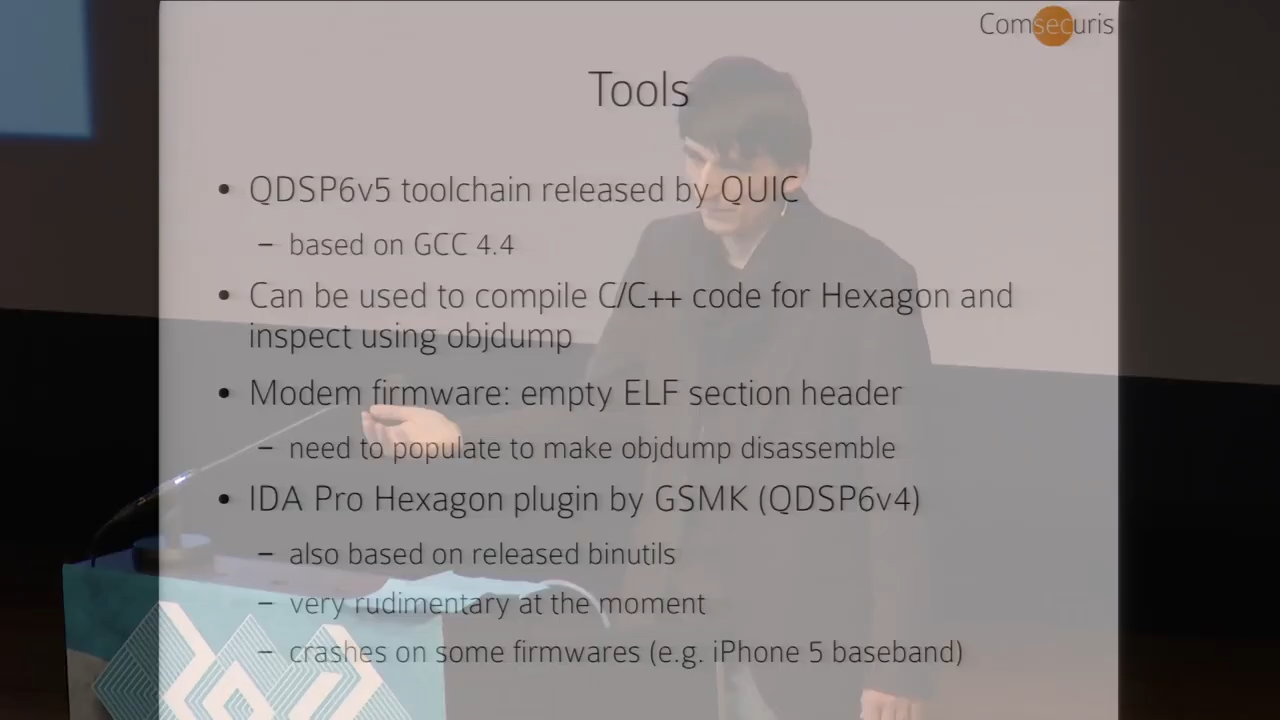 Comsecuris
Tools
• QDSP6v5 toolchain released by QUIC
– based on GCC 4.4
• Can be used to compile C/C++ code for Hexagon and
inspect using objdump
• Modem firmware: empty ELF section header
– need to populate to make objdump disassemble
• IDA Pro Hexagon plugin by GSMK (QDSP6v4)
– also based on released binutils
– very rudimentary at the moment
– crashes on some firmwares (e.g. iPhone 5 baseband)